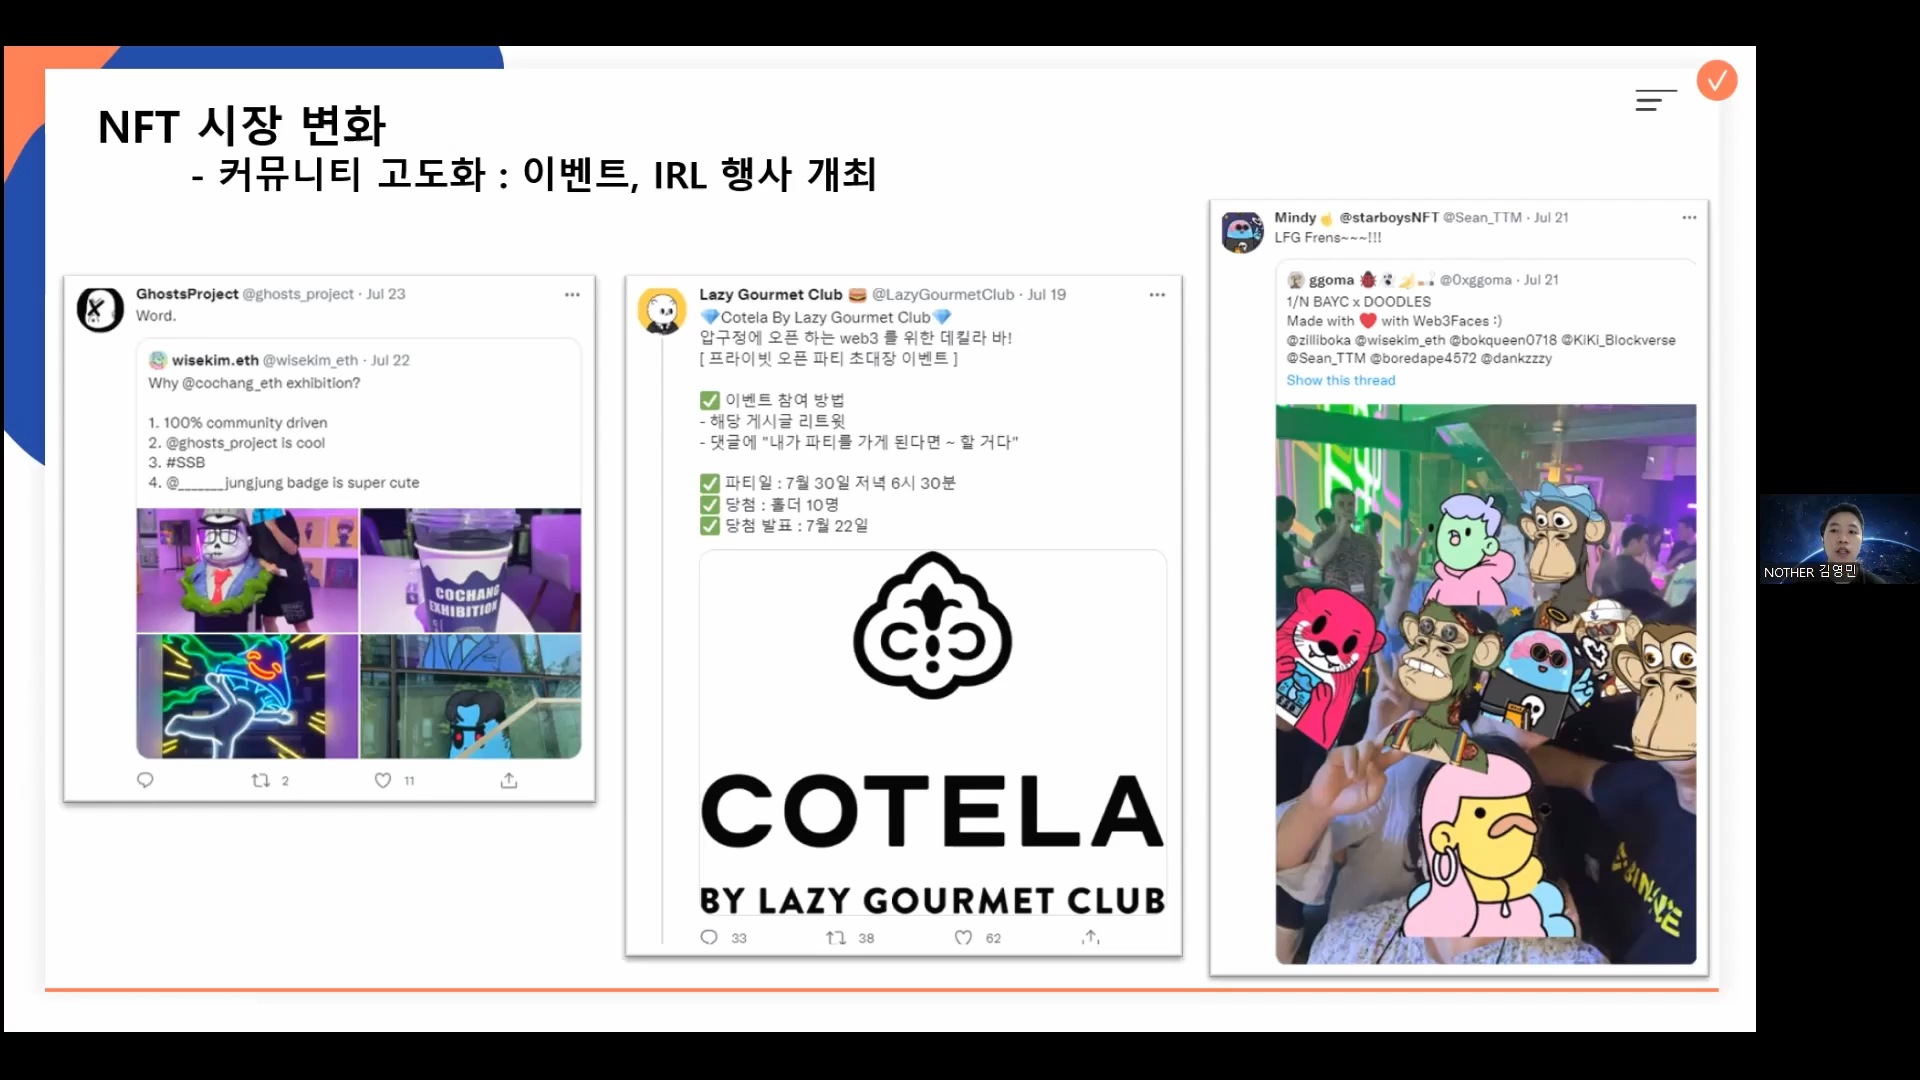 NFT 시장 변화
- 커뮤니티 고도화 : 이벤트, IRL 행사 개최
GhostsProject @ghosts_project · Jul 23
Word.
wisekim.eth @wisekim_eth · Jul 22
Why @cochang_eth exhibition?
1. 100% community driven
2. @ghosts_project is cool
3. #SSB
4. @_______jungjung badge is super cute
COCHANG
EXHIBITION
2
11
Lazy Gourmet Club 🍔 @LazyGourmetClub · Jul 19
💎Cotela By Lazy Gourmet Club💎
압구정에 오픈 하는 web3 를 위한 데킬라 바!
[ 프라이빗 오픈 파티 초대장 이벤트 ]
✅ 이벤트 참여 방법
- 해당 게시글 리트윗
- 댓글에 "내가 파티를 가게 된다면 ~ 할 거다"
✅ 파티일 : 7월 30일 저녁 6시 30분
✅ 당첨 : 홀더 10명
✅ 당첨 발표 : 7월 22일
COTELA
BY LAZY GOURMET CLUB
33
38
62
Mindy @starboysNFT @Sean_TTM · Jul 21
LFG Frens~~~!!!
ggoma @0xggoma · Jul 21
1/N BAYC x DOODLES
Made with ❤️ with Web3Faces :)
@zilliboka @wisekim_eth @bokqueen0718 @KiKi_Blockverse
@Sean_TTM @boredape4572 @dankzzzy
Show this thread
NOTHER 김영민